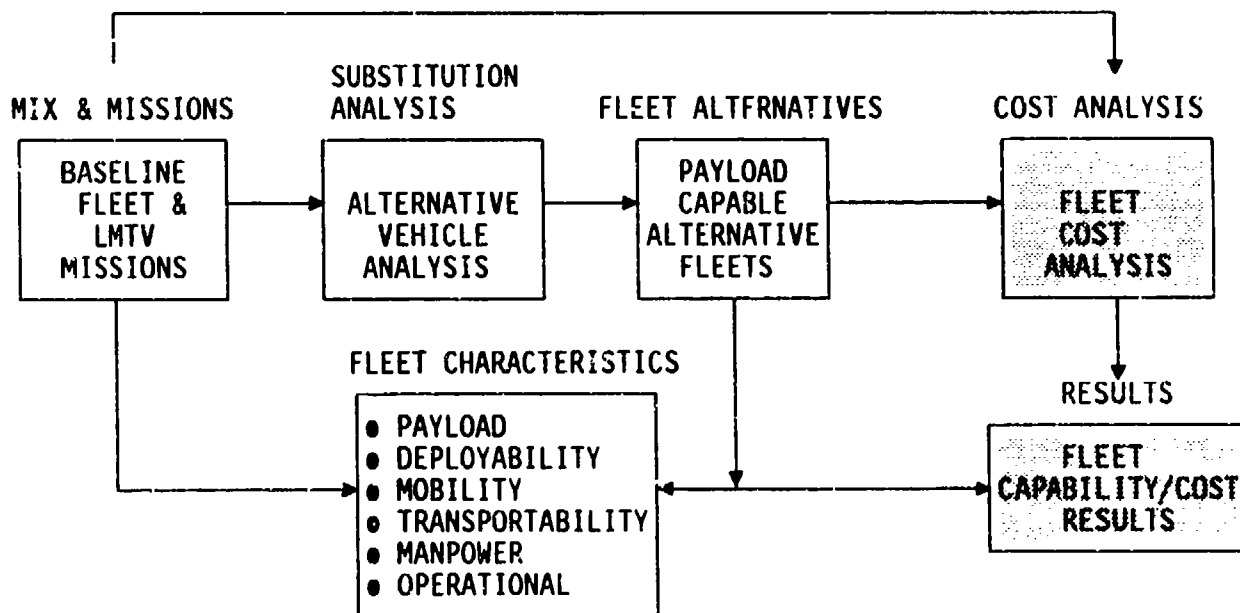 MIX & MISSIONS
BASELINE
FLEET &
LMTV
MISSIONS
SUBSTITUTION
ANALYSIS
ALTERNATIVE
VEHICLE
ANALYSIS
FLEET ALTFRNATIVES
PAYLOAD
CAPABLE
ALTERNATIVE
FLEETS
COST ANALYSIS
FLEET
COST
ANALYSIS
FLEET CHARACTERISTICS
● PAYLOAD
● DEPLOYABILITY
● MOBILITY
● TRANSPORTABILITY
● MANPOWER
● OPERATIONAL
RESULTS
FLEET
CAPABILITY/COST
RESULTS